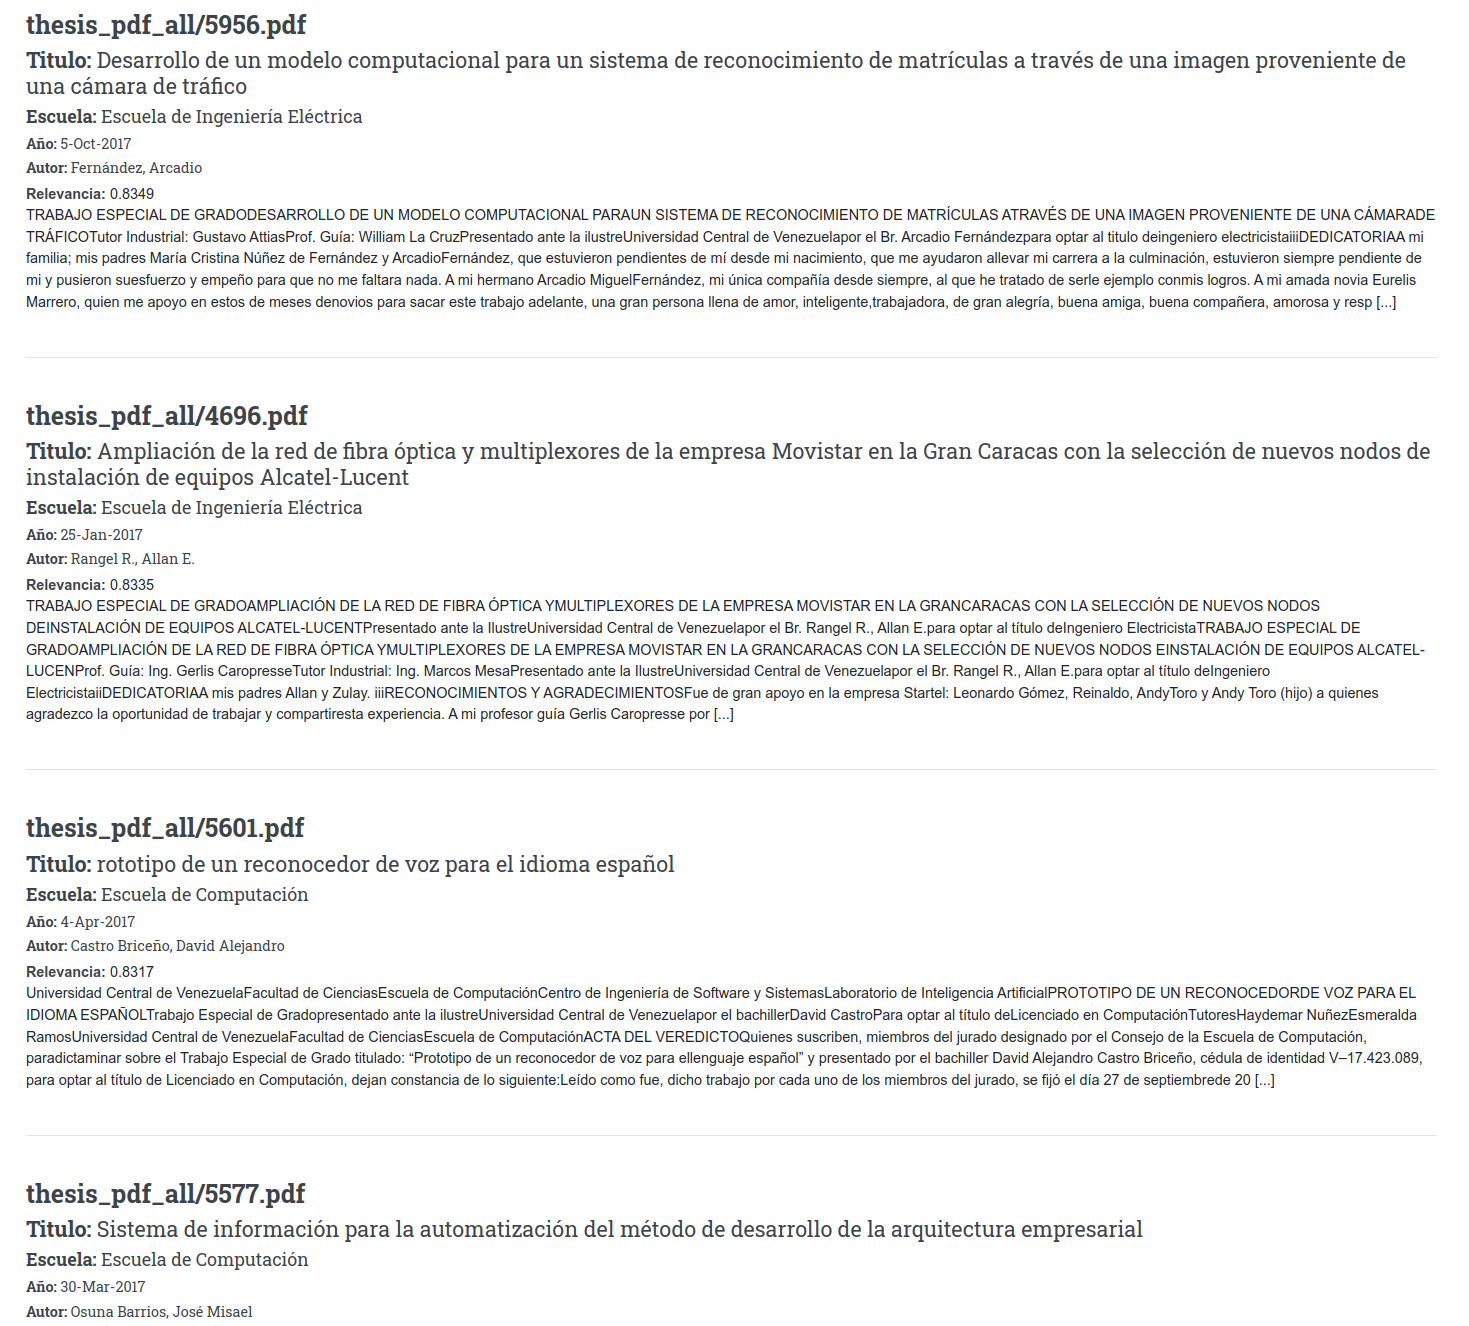 thesis_pdf_all/5956.pdf
Titulo: Desarrollo de un modelo computacional para un sistema de reconocimiento de matrículas a través de una imagen proveniente de
una cámara de tráfico
Escuela: Escuela de Ingeniería Eléctrica
Año: 5-Oct-2017
Autor: Fernández, Arcadio
Relevancia: 0.8349
TRABAJO ESPECIAL DE GRADODESARROLLO DE UN MODELO COMPUTACIONAL PARAUN SISTEMA DE RECONOCIMIENTO DE MATRÍCULAS ATRAVÉS DE UNA IMAGEN PROVENIENTE DE UNA CÁMARADE
TRÁFICOTutor Industrial: Gustavo AttiasProf. Guía: William La CruzPresentado ante la ilustreUniversidad Central de Venezuelapor el Br. Arcadio Fernándezpara optar al titulo deingeniero electricistaiiiDEDICATORIAA mi
familia; mis padres María Cristina Núñez de Fernández y ArcadioFernández, que estuvieron pendientes de mí desde mi nacimiento, que me ayudaron allevar mi carrera a la culminación, estuvieron siempre pendiente de
mi y pusieron suesfuerzo y empeño para que no me faltara nada. A mi hermano Arcadio MiguelFernández, mi única compañía desde siempre, al que he tratado de serle ejemplo conmis logros. A mi amada novia Eurelis
Marrero, quien me apoyo en estos de meses denovios para sacar este trabajo adelante, una gran persona llena de amor, inteligente,trabajadora, de gran alegría, buena amiga, buena compañera, amorosa y resp [...]
thesis_pdf_all/4696.pdf
Titulo: Ampliación de la red de fibra óptica y multiplexores de la empresa Movistar en la Gran Caracas con la selección de nuevos nodos de
instalación de equipos Alcatel-Lucent
Escuela: Escuela de Ingeniería Eléctrica
Año: 25-Jan-2017
Autor: Rangel R., Allan E.
Relevancia: 0.8335
TRABAJO ESPECIAL DE GRADOAMPLIACIÓN DE LA RED DE FIBRA ÓPTICA YMULTIPLEXORES DE LA EMPRESA MOVISTAR EN LA GRANCARACAS CON LA SELECCIÓN DE NUEVOS NODOS
DEINSTALACIÓN DE EQUIPOS ALCATEL-LUCENTPresentado ante la IlustreUniversidad Central de Venezuelapor el Br. Rangel R., Allan E.para optar al título deIngeniero ElectricistaTRABAJO ESPECIAL DE
GRADOAMPLIACIÓN DE LA RED DE FIBRA ÓPTICA YMULTIPLEXORES DE LA EMPRESA MOVISTAR EN LA GRANCARACAS CON LA SELECCIÓN DE NUEVOS NODOS EINSTALACIÓN DE EQUIPOS ALCATEL-
LUCENProf. Guía: Ing. Gerlis CaropresseTutor Industrial: Ing. Marcos MesaPresentado ante la IlustreUniversidad Central de Venezuelapor el Br. Rangel R., Allan E.para optar al título deIngeniero
ElectricistaiiDEDICATORIAA mis padres Allan y Zulay. iiiRECONOCIMIENTOS Y AGRADECIMIENTOSFue de gran apoyo en la empresa Startel: Leonardo Gómez, Reinaldo, AndyToro y Andy Toro (hijo) a quienes
agradezco la oportunidad de trabajar y compartiresta experiencia. A mi profesor guía Gerlis Caropresse por [...]
thesis_pdf_all/5601.pdf
Titulo: rototipo de un reconocedor de voz para el idioma español
Escuela: Escuela de Computación
Año: 4-Apr-2017
Autor: Castro Briceño, David Alejandro
Relevancia: 0.8317
Universidad Central de VenezuelaFacultad de CienciasEscuela de ComputaciónCentro de Ingeniería de Software y SistemasLaboratorio de Inteligencia ArtificialPROTOTIPO DE UN RECONOCEDORDE VOZ PARA EL
IDIOMA ESPAÑOLTrabajo Especial de Gradopresentado ante la ilustreUniversidad Central de Venezuelapor el bachillerDavid CastroPara optar al título deLicenciado en ComputaciónTutoresHaydemar NuñezEsmeralda
RamosUniversidad Central de VenezuelaFacultad de CienciasEscuela de ComputaciónACTA DEL VEREDICTOQuienes suscriben, miembros del jurado designado por el Consejo de la Escuela de Computación,
paradictaminar sobre el Trabajo Especial de Grado titulado: “Prototipo de un reconocedor de voz para ellenguaje español” y presentado por el bachiller David Alejandro Castro Briceño, cédula de identidad V–17.423.089,
para optar al título de Licenciado en Computación, dejan constancia de lo siguiente:Leído como fue, dicho trabajo por cada uno de los miembros del jurado, se fijó el día 27 de septiembrede 20 [...]
thesis_pdf_all/5577.pdf
Titulo: Sistema de información para la automatización del método de desarrollo de la arquitectura empresarial
Escuela: Escuela de Computación
Año: 30-Mar-2017
Autor: Osuna Barrios, José Misael